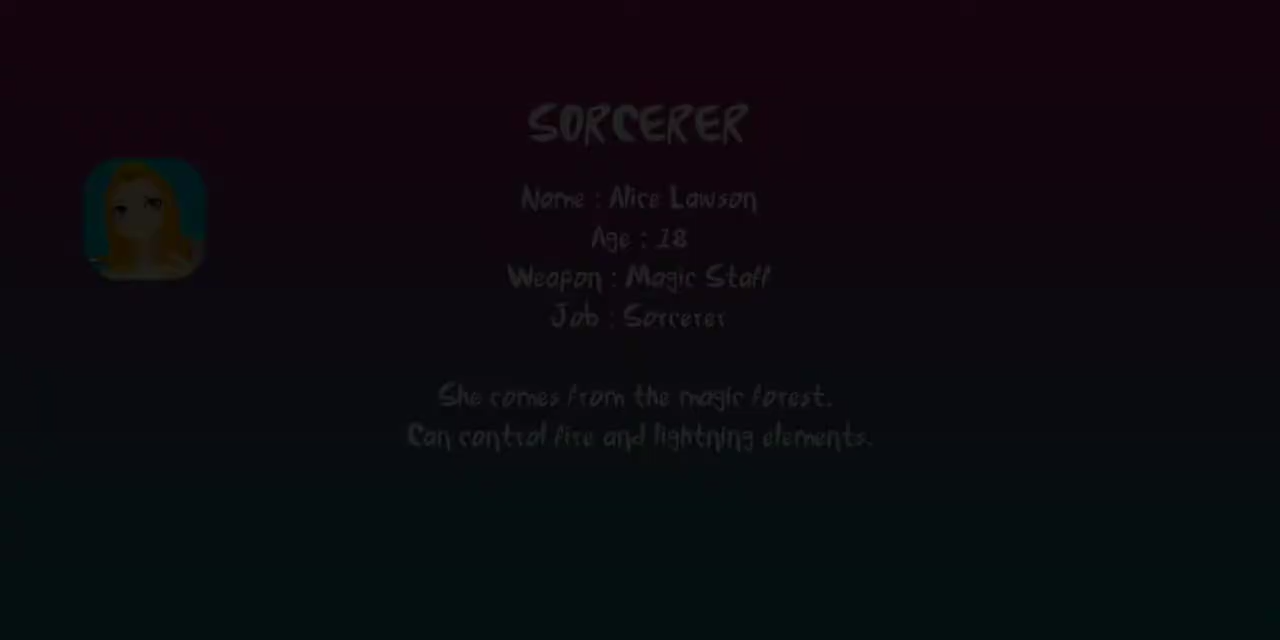 SORCERER
Name : Alice Lawson
Age : 18
Weapon : Magic Staff
Job : Sorcerer
She comes from the magic forest.
Can control fire and lightning elements.